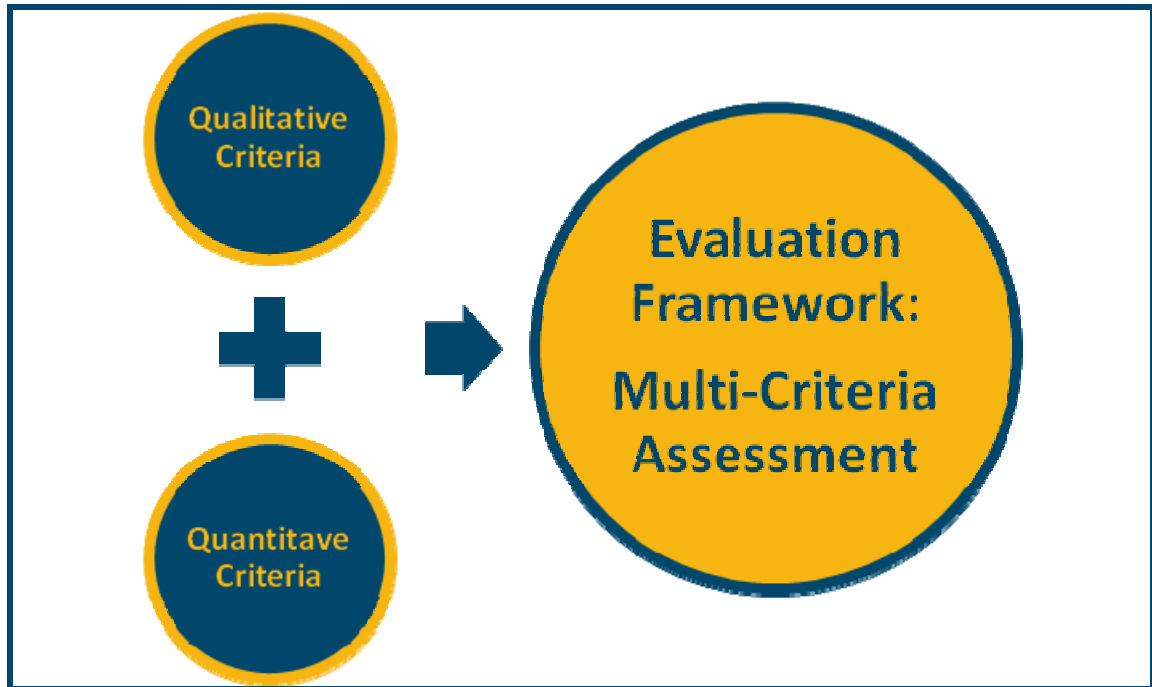 Qualitative
Criteria
Quantitave
Criteria
Evaluation
Framework:
Multi-Criteria
Assessment